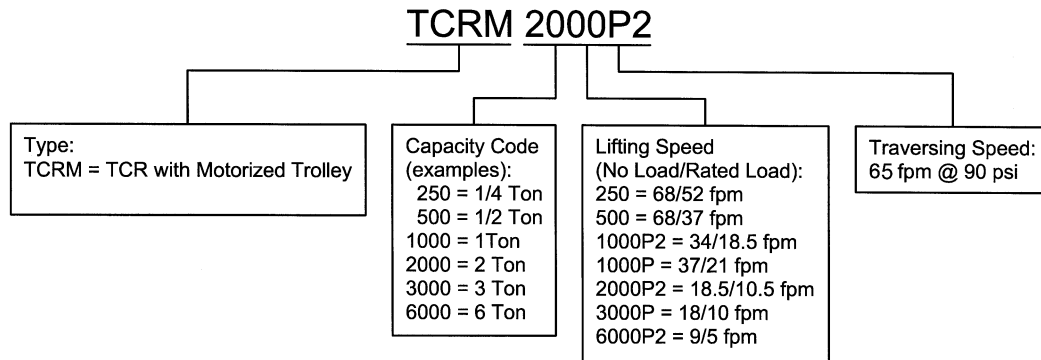 TCRM 2000P2
Type:
TCRM = TCR with Motorized Trolley
Capacity Code
(examples):
250 = 1/4 Ton
500 = 1/2 Ton
1000 = 1Ton
2000 = 2 Ton
3000 = 3 Ton
6000 = 6 Ton
Lifting Speed
(No Load/Rated Load):
250 = 68/52 fpm
500 = 68/37 fpm
1000P2 = 34/18.5 fpm
1000P = 37/21 fpm
2000P2 = 18.5/10.5 fpm
3000P = 18/10 fpm
6000P2 = 9/5 fpm
Traversing Speed:
65 fpm @ 90 psi